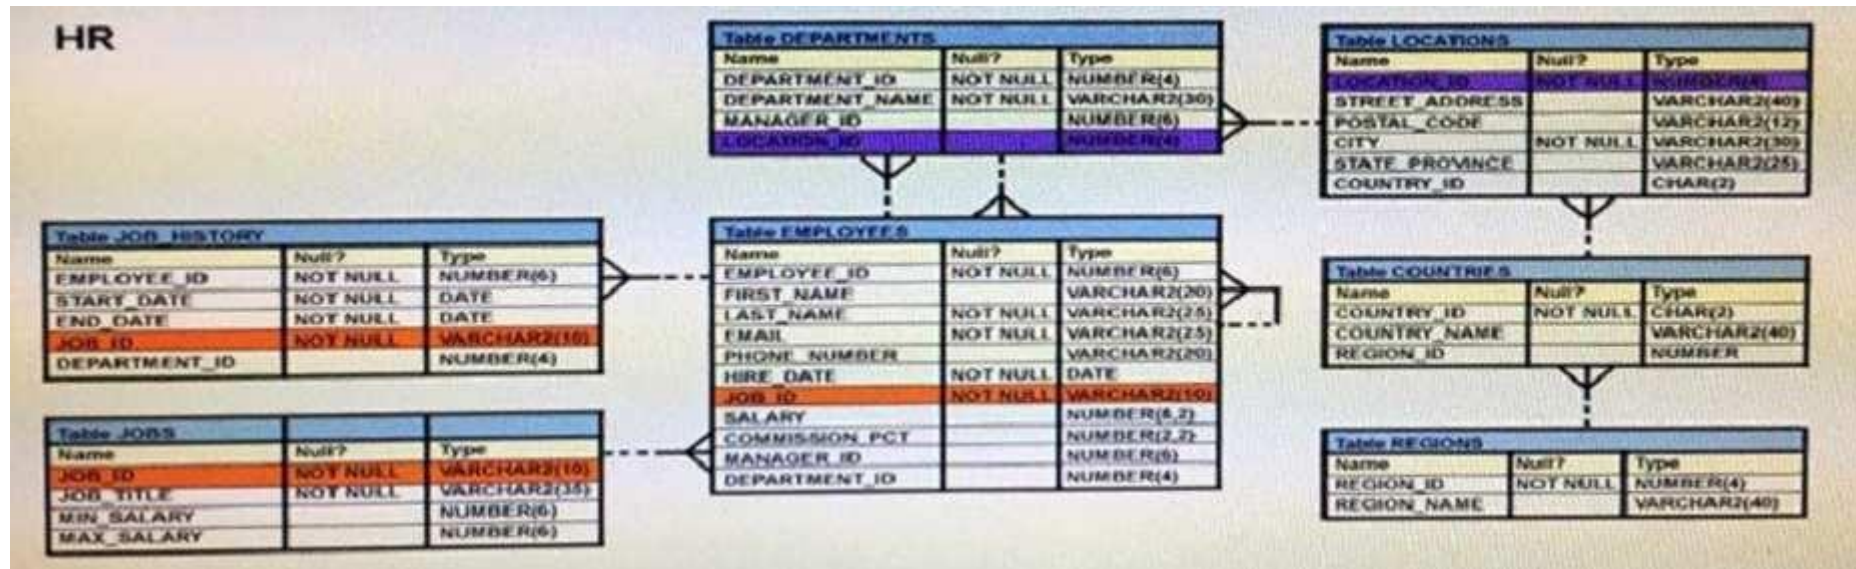 HR
Table DEPARTMENTS
Name Null? Type
DEPARTMENT_ID NOT NULL NUMBER(4)
DEPARTMENT_NAME NOT NULL VARCHAR2(30)
MANAGER_ID NUMBER(6)
LOCATION_ID NUMBER(4)
Table LOCATIONS
Name Null? Type
LOCATION_ID NOT NULL NUMBER(4)
STREET_ADDRESS VARCHAR2(40)
POSTAL_CODE VARCHAR2(12)
CITY NOT NULL VARCHAR2(30)
STATE_PROVINCE VARCHAR2(25)
COUNTRY_ID CHAR(2)
Table JOB_HISTORY
Name Null? Type
EMPLOYEE_ID NOT NULL NUMBER(6)
START_DATE NOT NULL DATE
END_DATE NOT NULL DATE
JOB_ID NOT NULL VARCHAR2(10)
DEPARTMENT_ID NUMBER(4)
Table EMPLOYEES
Name Null? Type
EMPLOYEE_ID NOT NULL NUMBER(6)
FIRST_NAME VARCHAR2(20)
LAST_NAME NOT NULL VARCHAR2(25)
EMAIL NOT NULL VARCHAR2(25)
PHONE_NUMBER VARCHAR2(20)
HIRE_DATE NOT NULL DATE
JOB_ID NOT NULL VARCHAR2(10)
SALARY NUMBER(8,2)
COMMISSION_PCT NUMBER(2,2)
MANAGER_ID NUMBER(6)
DEPARTMENT_ID NUMBER(4)
Table COUNTRIES
Name Null? Type
COUNTRY_ID NOT NULL CHAR(2)
COUNTRY_NAME VARCHAR2(40)
REGION_ID NUMBER
Table JOBS
Name Null? Type
JOB_ID NOT NULL VARCHAR2(10)
JOB_TITLE NOT NULL VARCHAR2(35)
MIN_SALARY NUMBER(6)
MAX_SALARY NUMBER(6)
Table REGIONS
Name Null? Type
REGION_ID NOT NULL NUMBER(4)
REGION_NAME VARCHAR2(40)